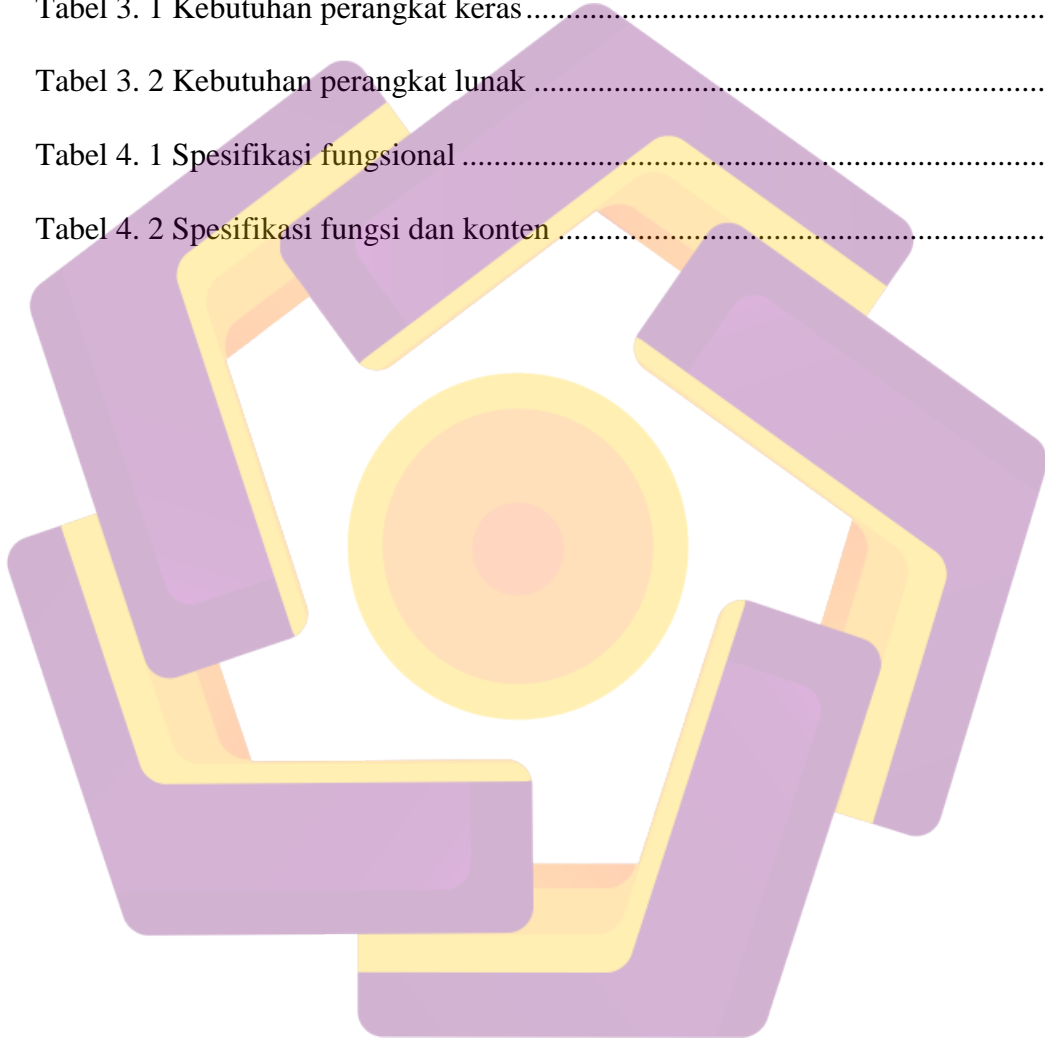 Tabel 3. 1 Kebutuhan perangkat keras..................................................................
Tabel 3. 2 Kebutuhan perangkat lunak ................................................................
Tabel 4. 1 Spesifikasi fungsional .........................................................................
Tabel 4. 2 Spesifikasi fungsi dan konten .............................................................